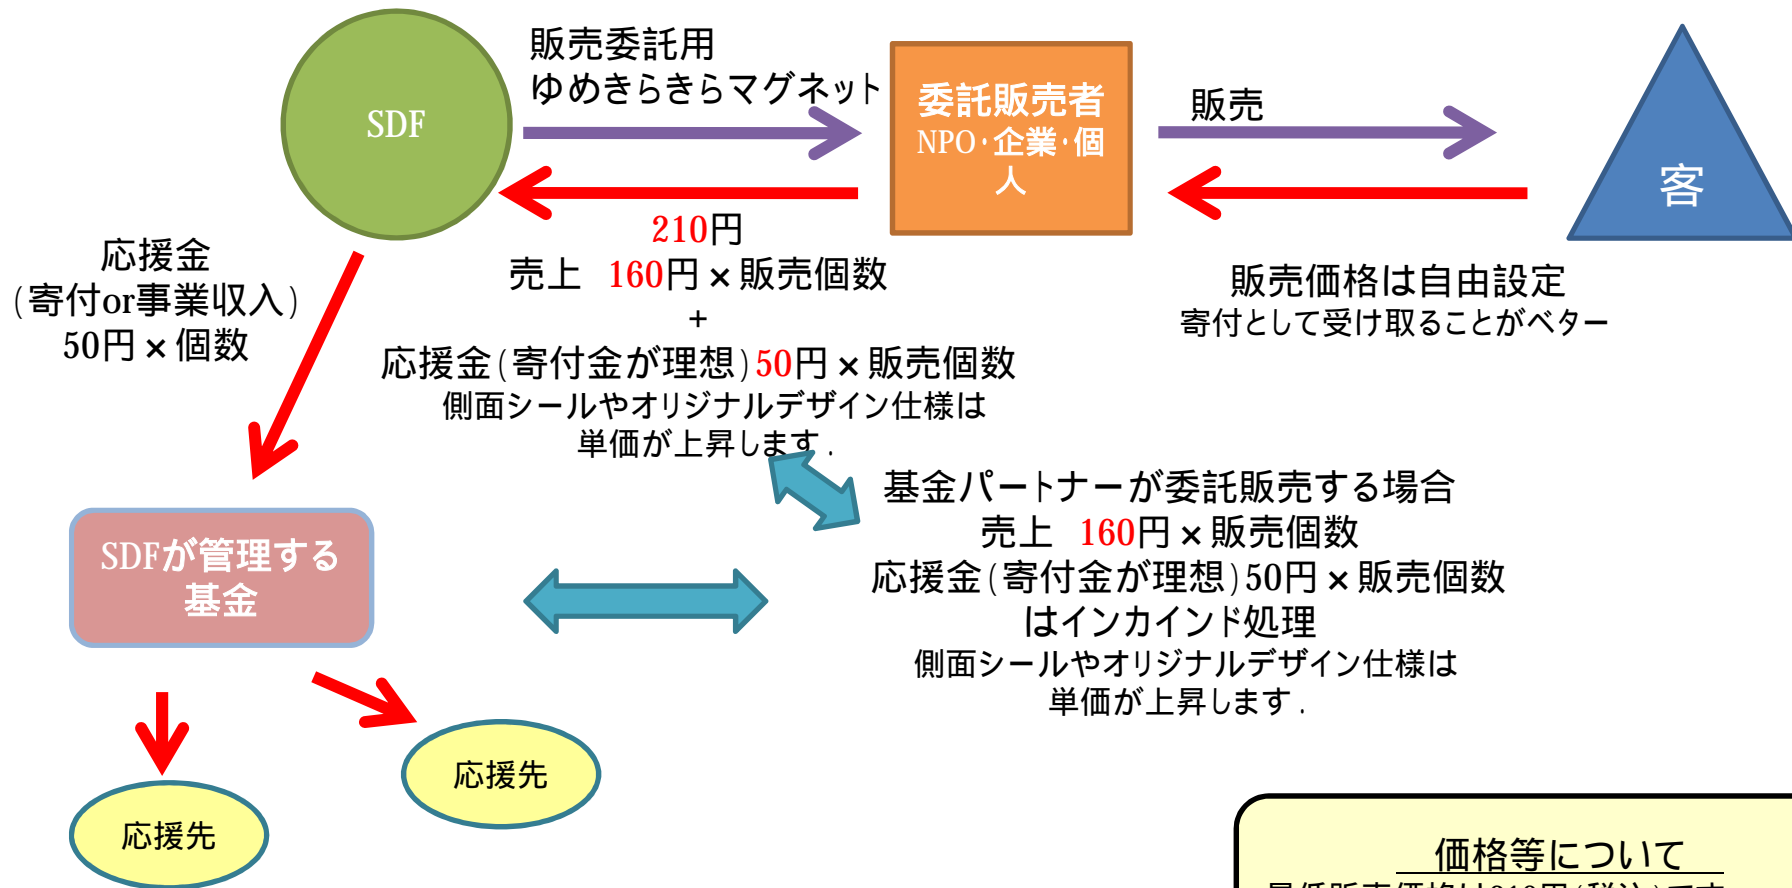 SDF
販売委託用
ゆめきらきらマグネット
委託販売者
NPO・企業・個
人
販売
客
210円
売上 160円×販売個数
+
応援金(寄付金が理想)50円×販売個数
側面シールやオリジナルデザイン仕様は
単価が上昇します.
販売価格は自由設定
寄付として受け取ることがベター
応援金
(寄付or事業収入)
50円×個数
SDFが管理する
基金
基金パートナーが委託販売する場合
売上 160円×販売個数
応援金(寄付金が理想)50円×販売個数
はインカインド処理
側面シールやオリジナルデザイン仕様は
単価が上昇します.
応援先
応援先
価格等について